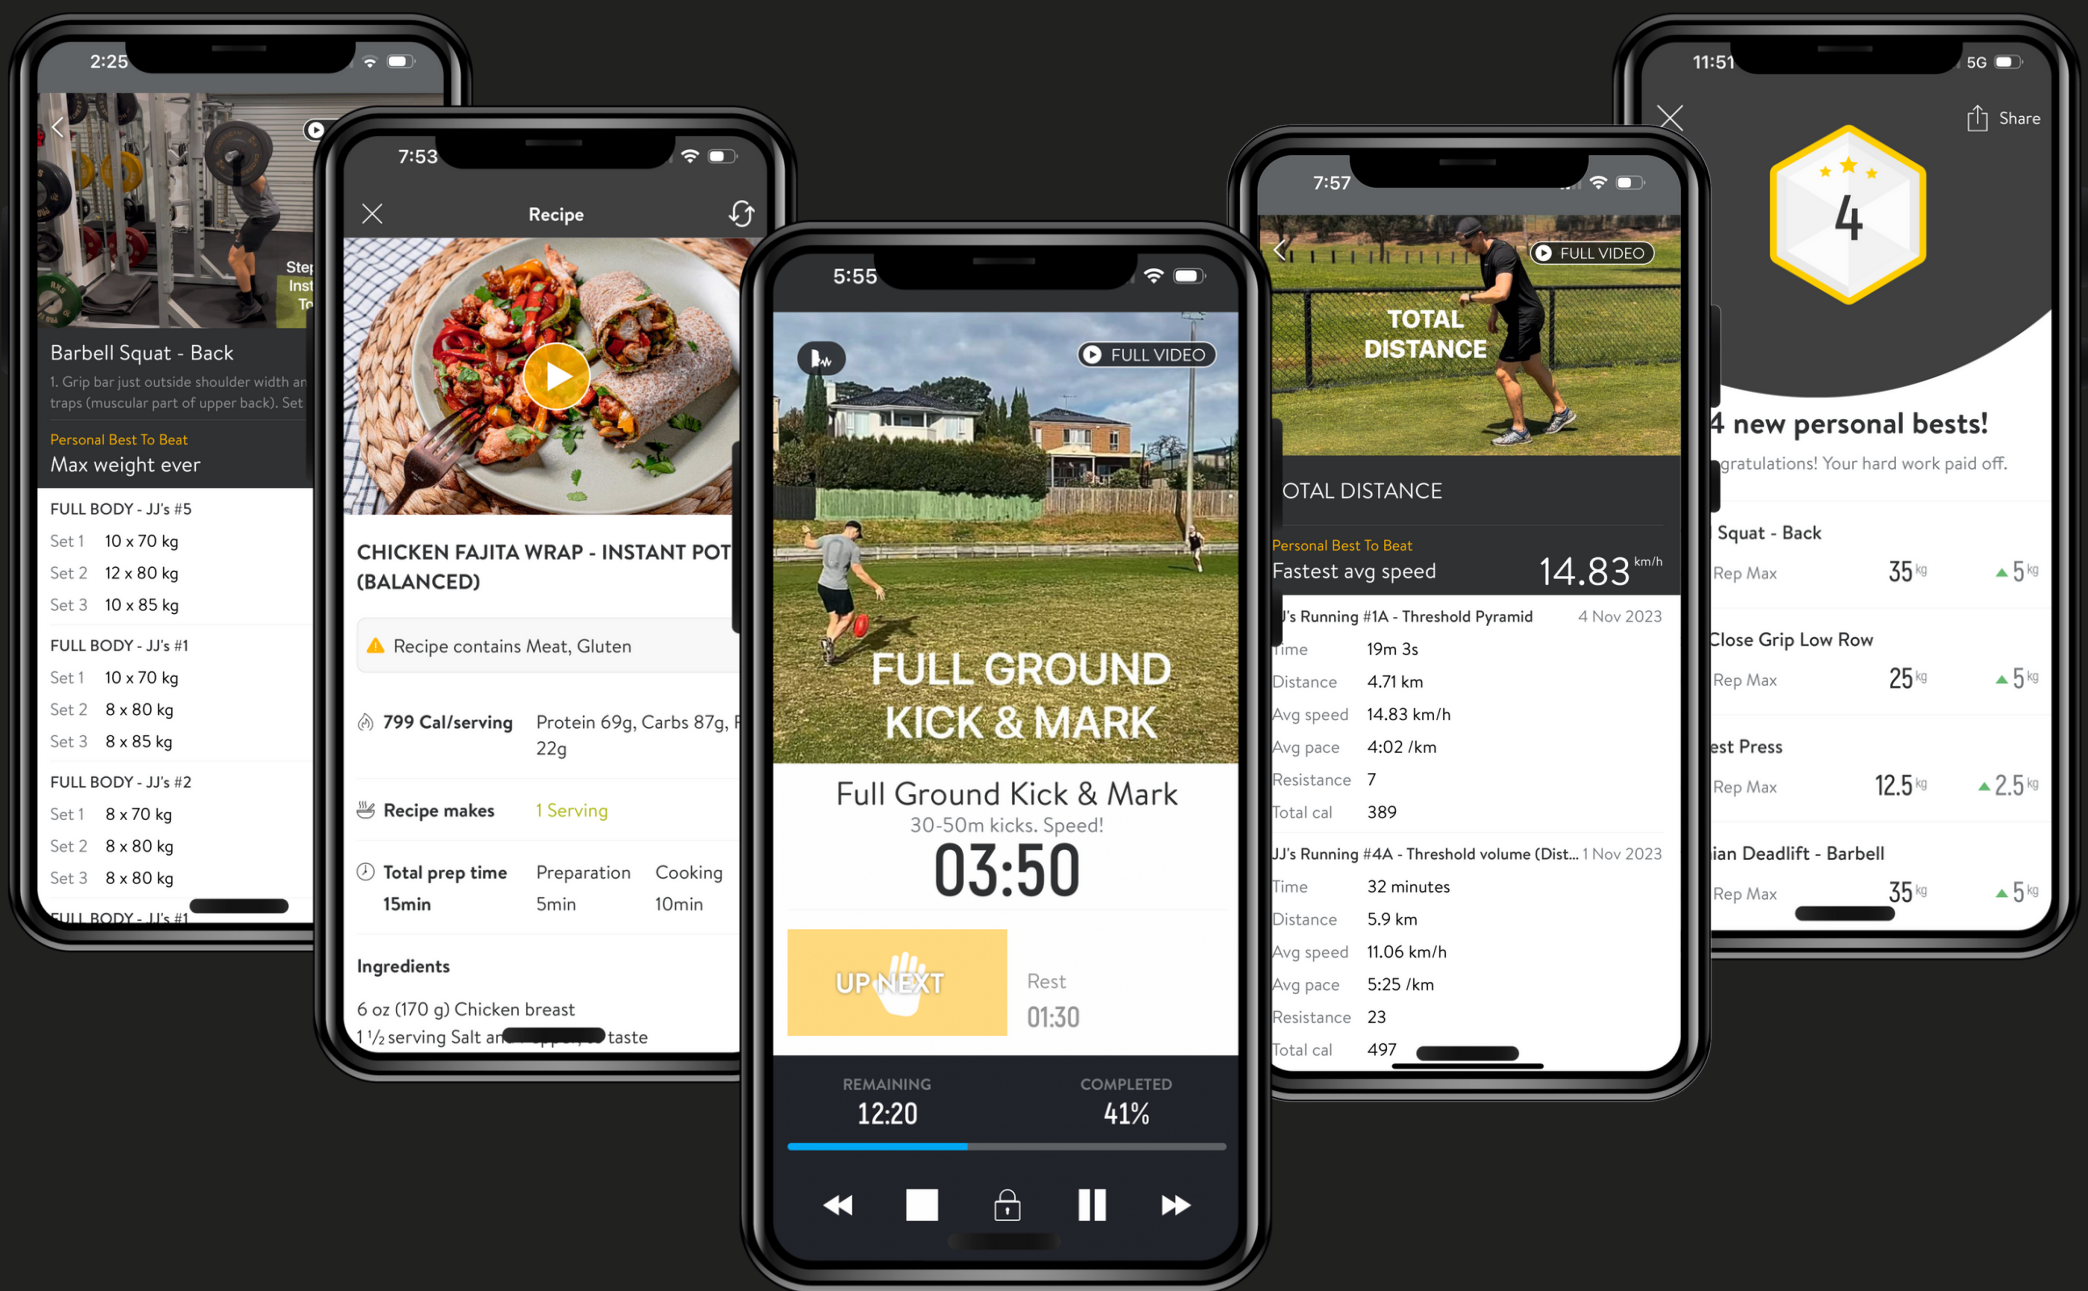 2:25
Step
Inst
To
Barbell Squat - Back
1. Grip bar just outside shoulder width an
traps (muscular part of upper back). Set
Personal Best To Beat
Max weight ever
FULL BODY - JJ's #5
Set 1 10 x 70 kg
Set 2 12 x 80 kg
Set 3 10 x 85 kg
FULL BODY - JJ's #1
Set 1 10 x 70 kg
Set 2 8 x 80 kg
Set 3 8 x 85 kg
FULL BODY - JJ's #2
Set 1 8 x 70 kg
Set 2 8 x 80 kg
Set 3 8 x 80 kg
FULL BODY - JJ's #1
7:53
Recipe
CHICKEN FAJITA WRAP - INSTANT POT
(BALANCED)
Recipe contains Meat, Gluten
799 Cal/serving Protein 69g, Carbs 87g, F
22g
Recipe makes 1 Serving
Total prep time Preparation Cooking
15min 5min 10min
Ingredients
6 oz (170 g) Chicken breast
1 1/2 serving Salt an taste
5:55
FULL VIDEO
FULL GROUND
KICK & MARK
Full Ground Kick & Mark
30-50m kicks. Speed!
03:50
UP NEXT
Rest
01:30
REMAINING COMPLETED
12:20 41%
7:57
FULL VIDEO
TOTAL
DISTANCE
OTAL DISTANCE
Personal Best To Beat
Fastest avg speed 14.83 km/h
JJ's Running #1A - Threshold Pyramid 4 Nov 2023
Time 19m 3s
Distance 4.71 km
Avg speed 14.83 km/h
Avg pace 4:02 /km
Resistance 7
Total cal 389
JJ's Running #4A - Threshold volume (Dist... 1 Nov 2023
Time 32 minutes
Distance 5.9 km
Avg speed 11.06 km/h
Avg pace 5:25 /km
Resistance 23
Total cal 497
11:51 5G
Share
4
4 new personal bests!
gratulations! Your hard work paid off.
Squat - Back
Rep Max 35 kg 5 kg
Close Grip Low Row
Rep Max 25 kg 5 kg
est Press
Rep Max 12.5 kg 2.5 kg
ian Deadlift - Barbell
Rep Max 35 kg 5 kg